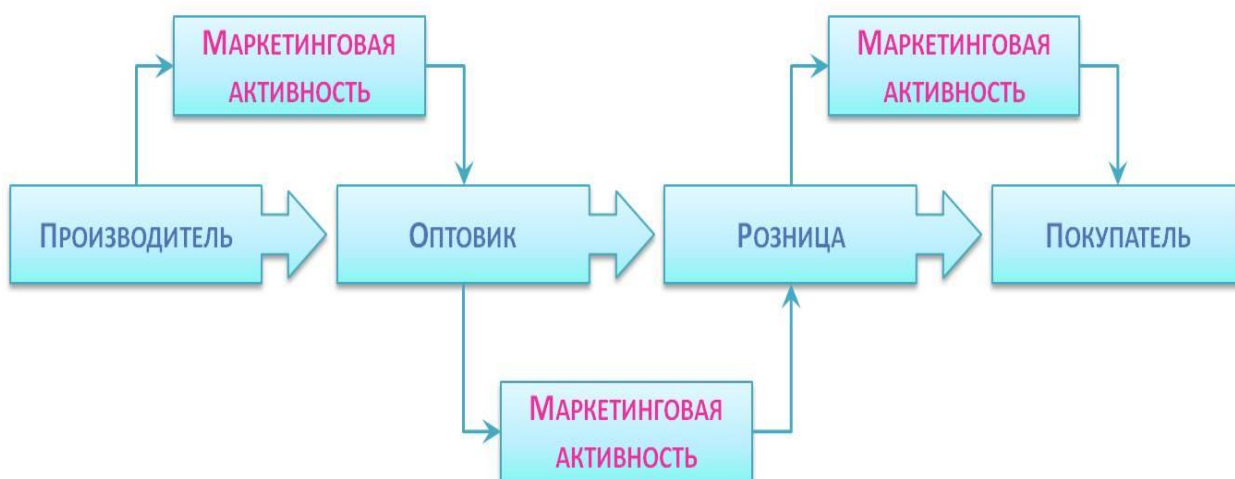 МАРКЕТИНГОВАЯ
АКТИВНОСТЬ
МАРКЕТИНГОВАЯ
АКТИВНОСТЬ
ПРОИЗВОДИТЕЛЬ
ОПТОВИК
РОЗНИЦА
ПОКУПАТЕЛЬ
МАРКЕТИНГОВАЯ
АКТИВНОСТЬ